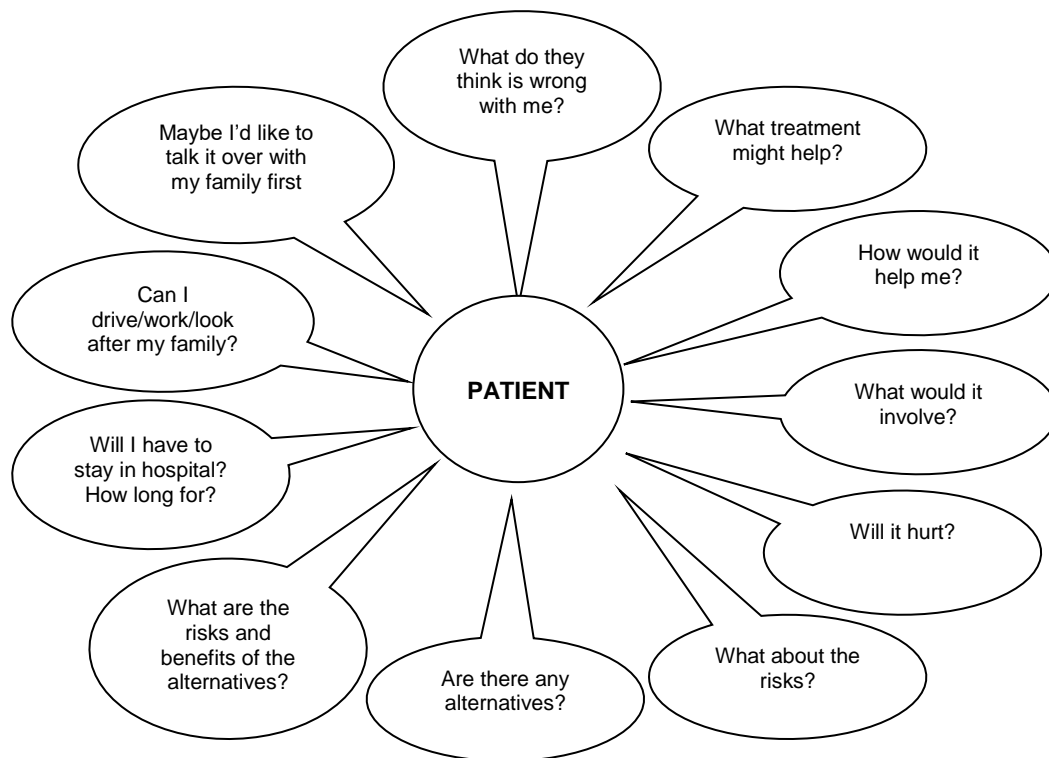 What do they
think is wrong
with me?
What treatment
might help?
How would it
help me?
What would it
involve?
Will it hurt?
What about the
risks?
Are there any
alternatives?
What are the
risks and
benefits of the
alternatives?
Will I have to
stay in hospital?
How long for?
Can I
drive/work/look
after my family?
Maybe I’d like to
talk it over with
my family first
PATIENT